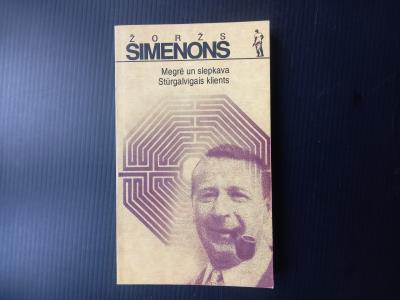 ŽORŽS
SIMENONS
Megrē un slepkava
Stūrgalvīgais klients